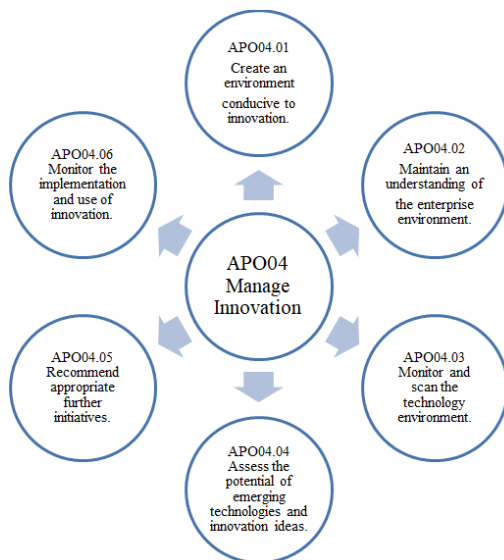 APO04.01
Create an
environment
conducive to
innovation.
APO04.02
Maintain an
understanding of
the enterprise
environment.
APO04.03
Monitor and
scan the
technology
environment.
APO04.04
Assess the
potential of
emerging
technologies and
innovation ideas.
APO04.05
Recommend
appropriate
further
initiatives.
APO04.06
Monitor the
implementation
and use of
innovation.
APO04
Manage
Innovation